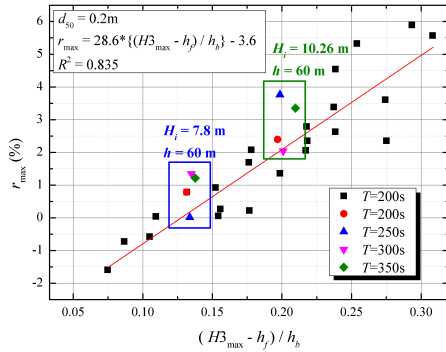 d50 = 0.2m
rmax = 28.6*{(H3max - hf) / hb} - 3.6
R2 = 0.835
Hi = 10.26 m
h = 60 m
Hi = 7.8 m
h = 60 m
rmax (%)
6
5
4
3
2
1
0
-1
-2
T=200s
T=200s
T=250s
T=300s
T=350s
0.05
0.10
0.15
0.20
0.25
0.30
( H3max - hf) / hb